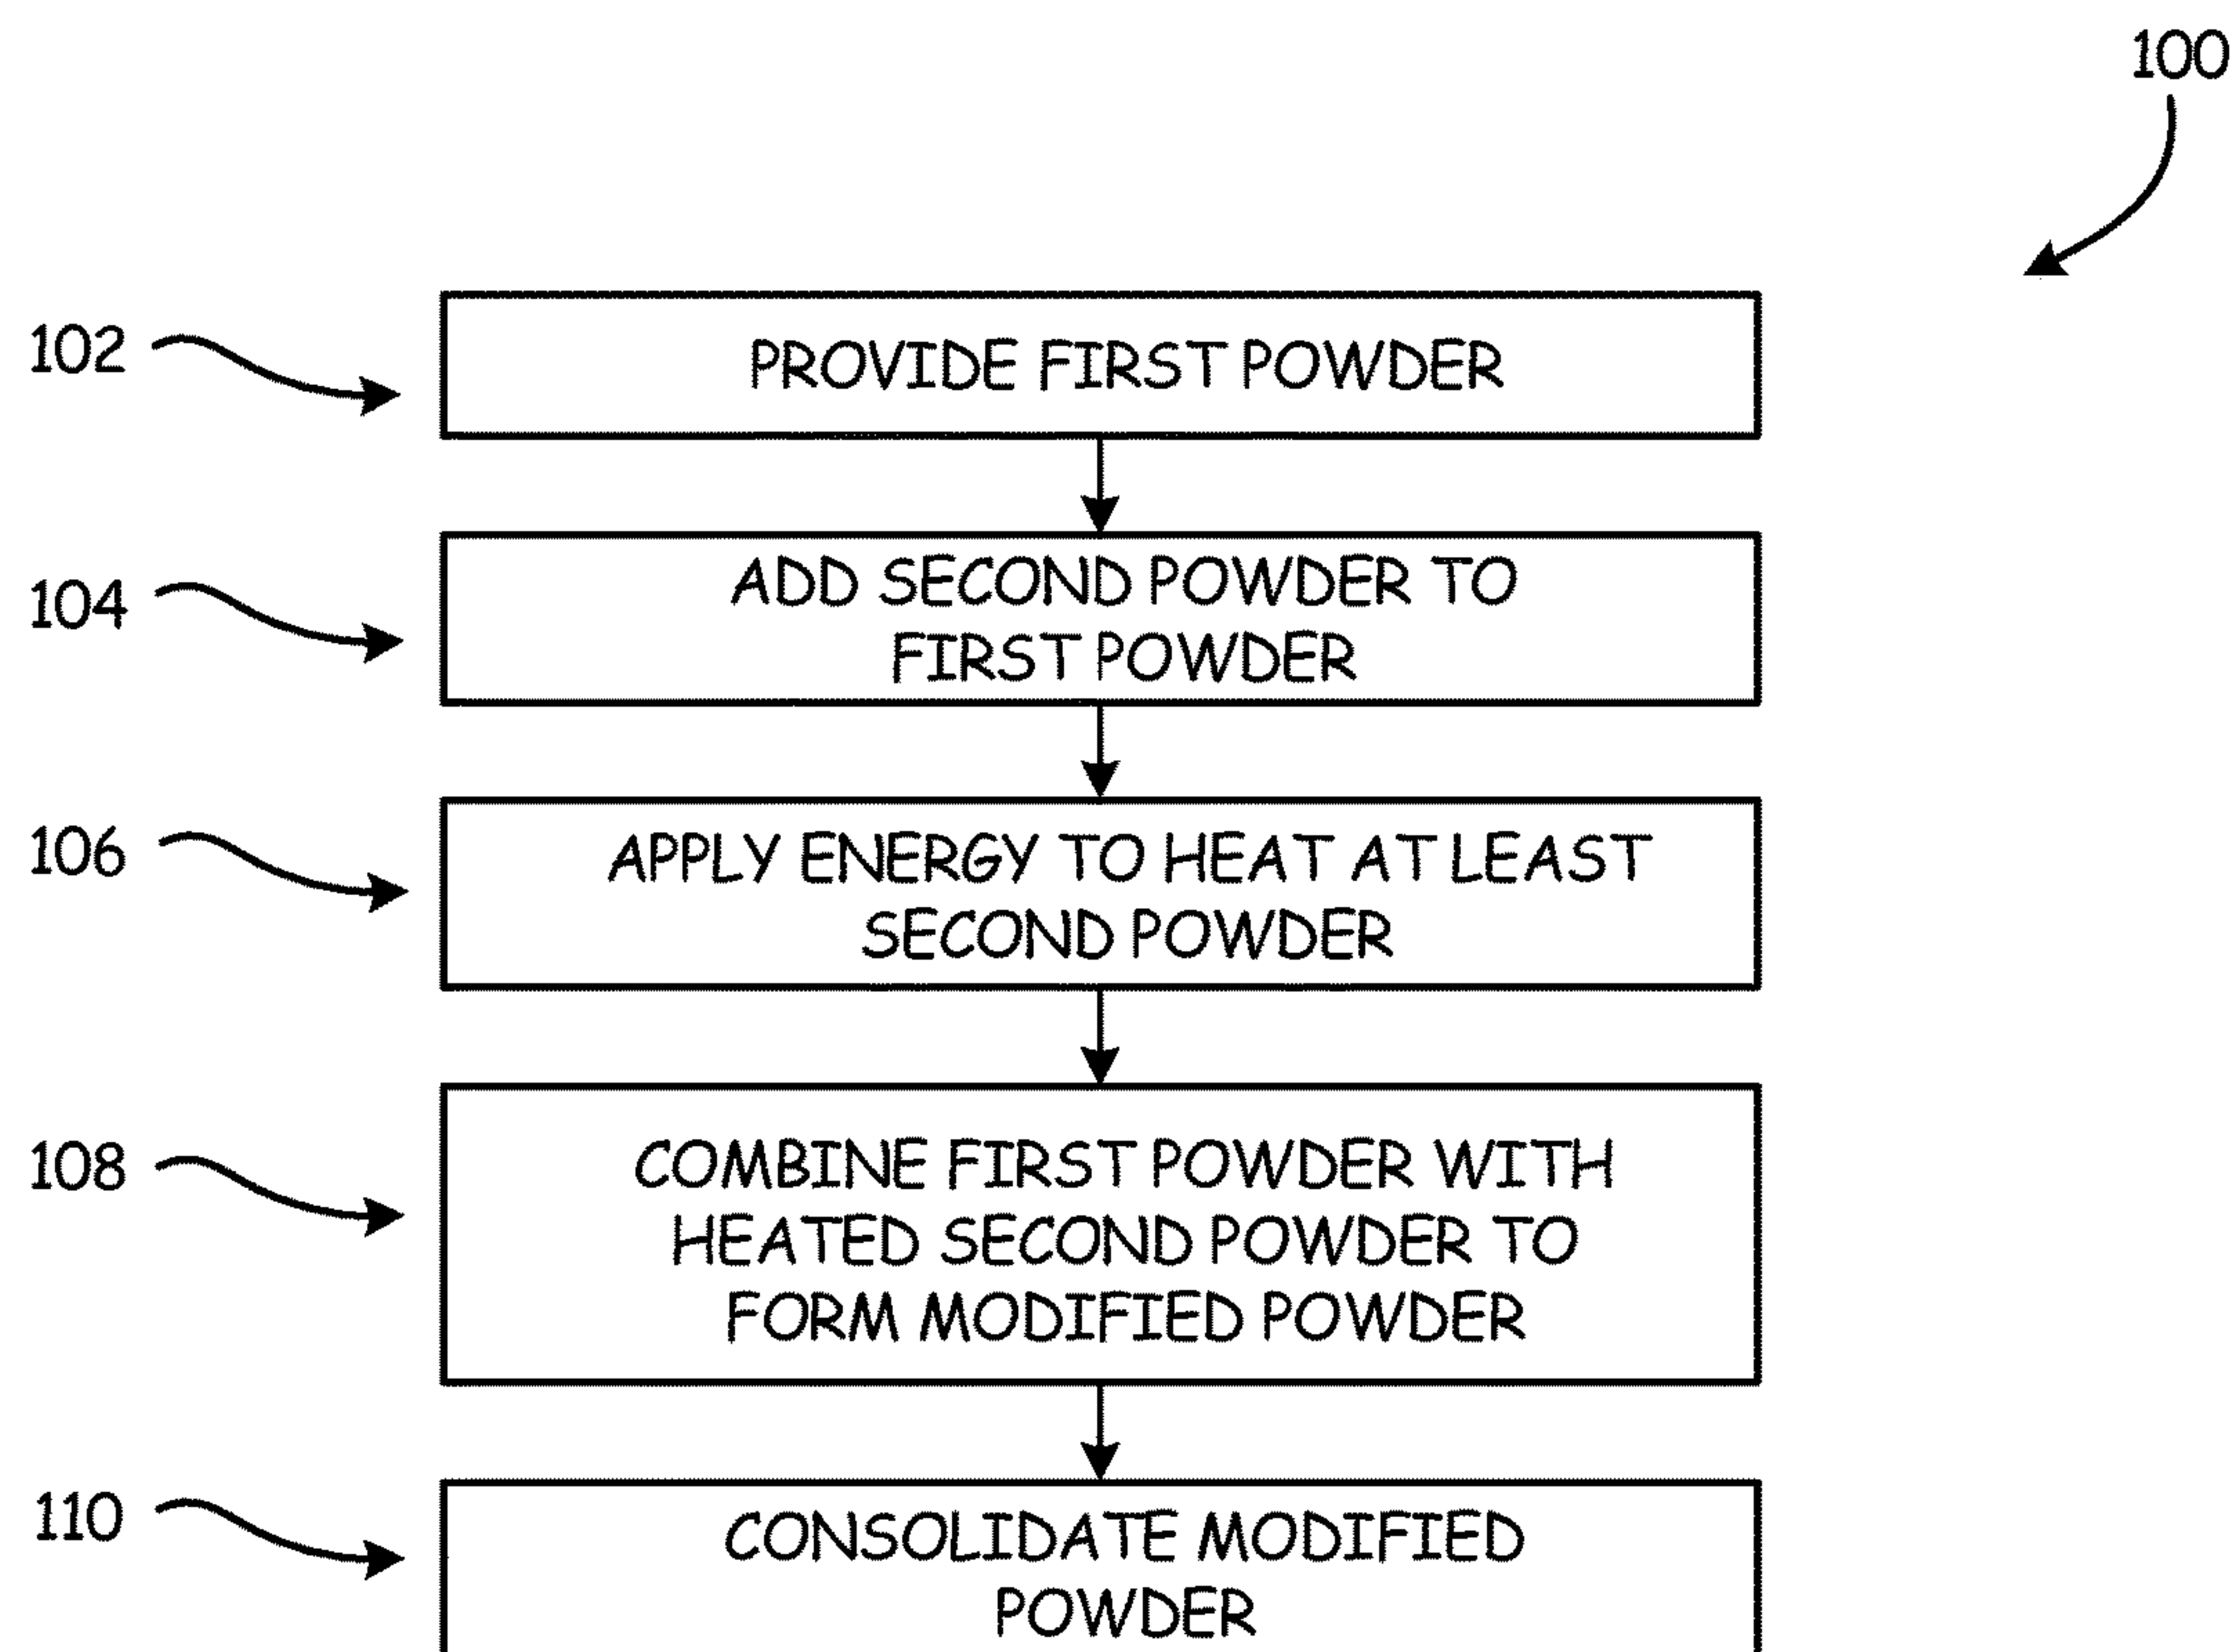 100
102
PROVIDE FIRST POWDER
104
ADD SECOND POWDER TO
FIRST POWDER
106
APPLY ENERGY TO HEAT AT LEAST
SECOND POWDER
108
COMBINE FIRST POWDER WITH
HEATED SECOND POWDER TO
FORM MODIFIED POWDER
110
CONSOLIDATE MODIFIED
POWDER